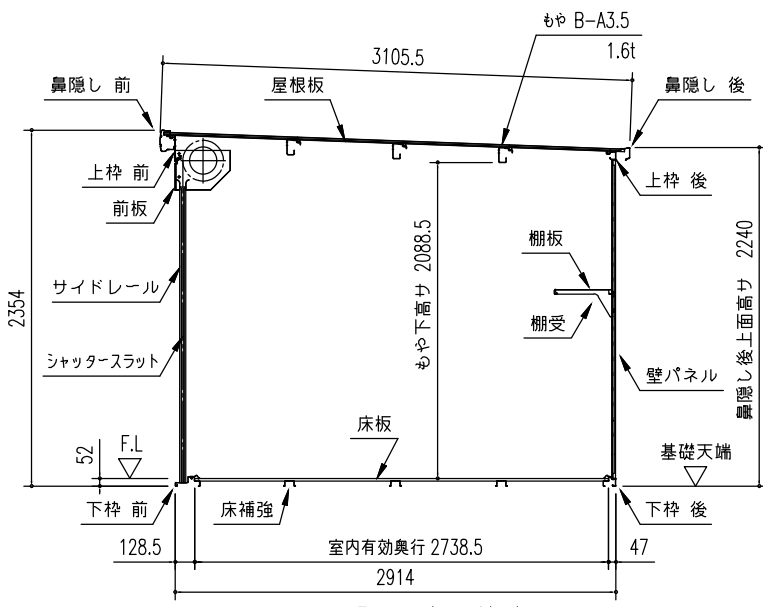 もや B-A3.5
1.6t
3105.5
鼻隠し 前
屋根板
鼻隠し 後
上枠 前
上枠 後
前板
棚板
サイドレール
もや下高サ 2088.5
鼻隠し後上面高サ 2240
2354
棚受
シャッタースラット
壁パネル
床板
52
F.L
基礎天端
下枠 前
床補強
下枠 後
128.5
室内有効奥行 2738.5
47
2914